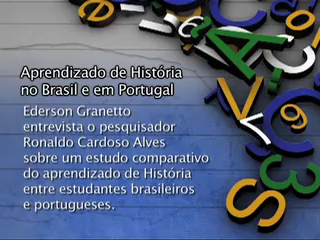 Aprendizado de História
no Brasil e em Portugal
Ederson Granetto
entrevista o pesquisador
Ronaldo Cardoso Alves
sobre um estudo comparativo
do aprendizado de História
entre estudantes brasileiros
e portugueses.